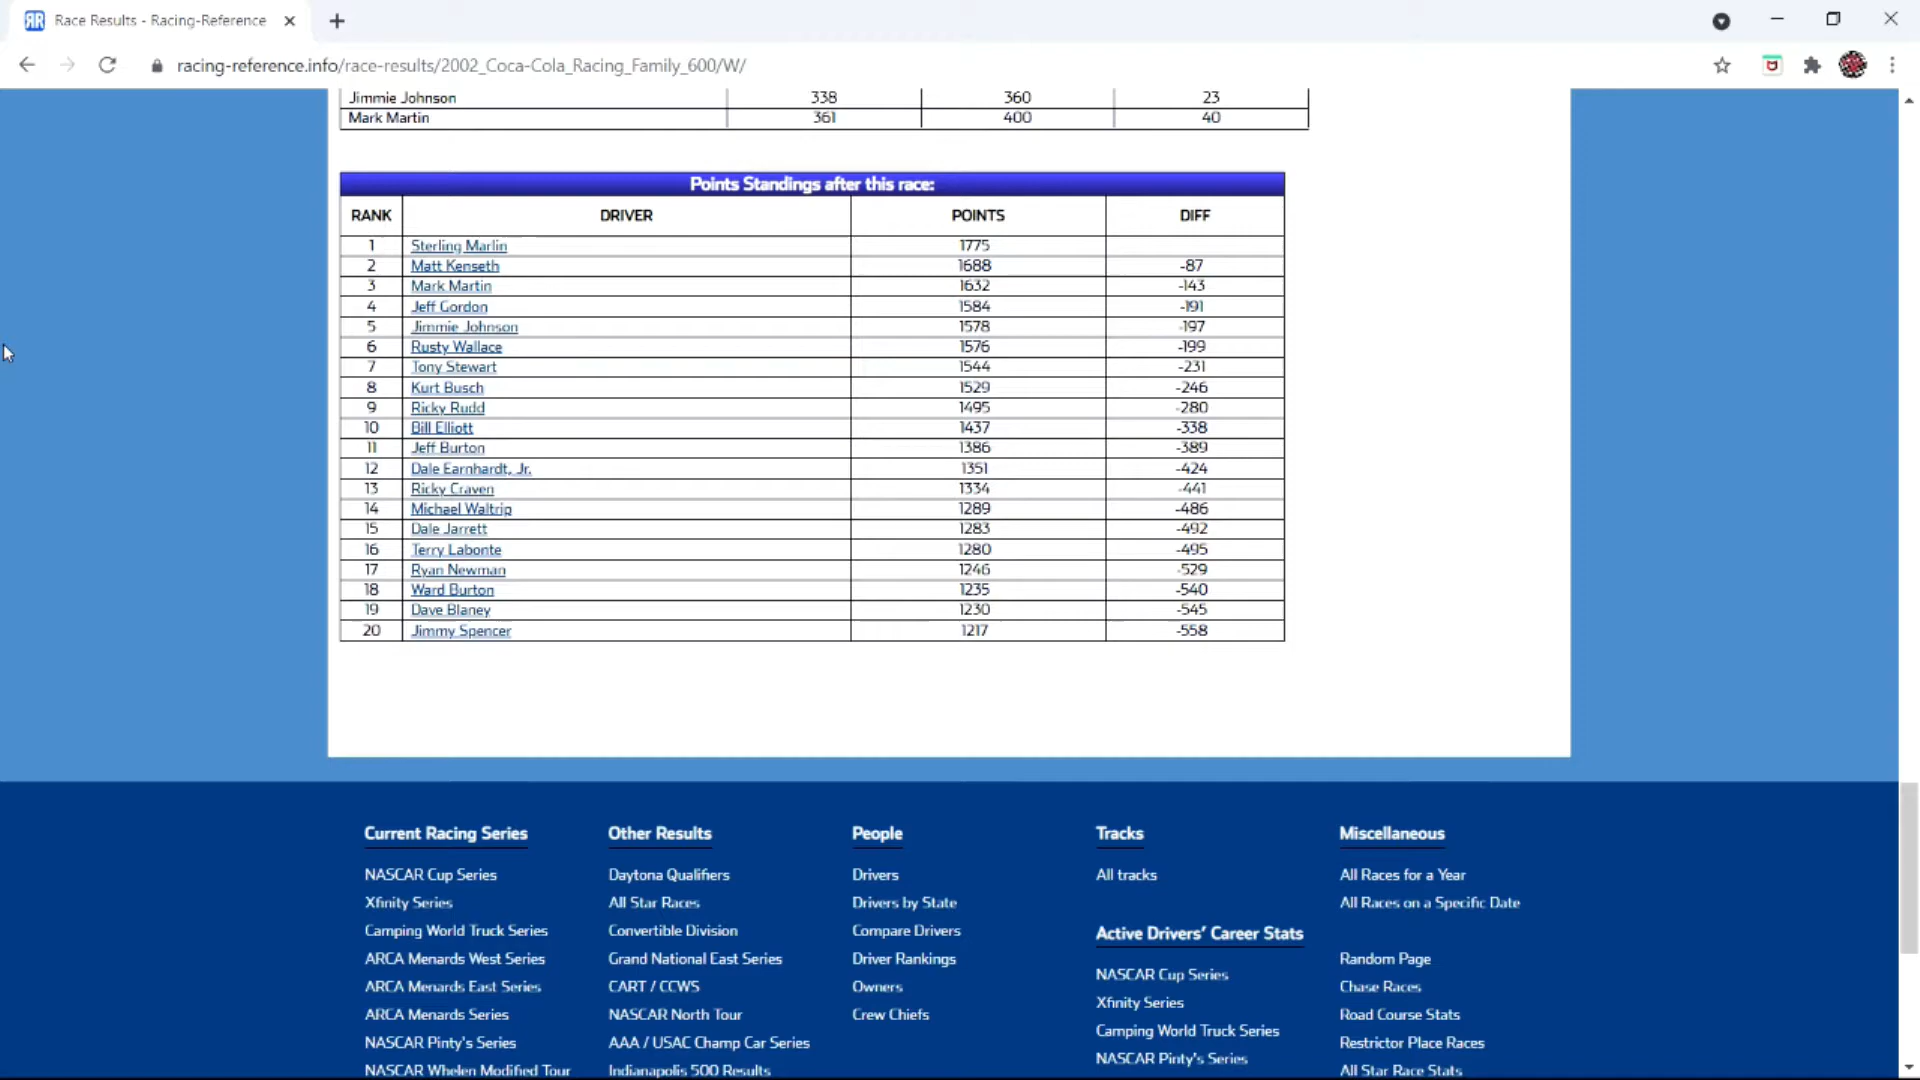 Race Results - Racing-Reference
racing-reference.info/race-results/2002_Coca-Cola_Racing_Family_600/W/
Jimmie Johnson 338 360 23
Mark Martin 361 400 40
Points Standings after this race:
RANK DRIVER POINTS DIFF
1 Sterling Marlin 1775
2 Matt Kenseth 1688 -87
3 Mark Martin 1632 -143
4 Jeff Gordon 1584 -191
5 Jimmie Johnson 1578 -197
6 Rusty Wallace 1576 -199
7 Tony Stewart 1544 -231
8 Kurt Busch 1529 -246
9 Ricky Rudd 1495 -280
10 Bill Elliott 1437 -338
11 Jeff Burton 1386 -389
12 Dale Earnhardt, Jr. 1351 -424
13 Ricky Craven 1334 -441
14 Michael Waltrip 1289 -486
15 Dale Jarrett 1283 -492
16 Terry Labonte 1280 -495
17 Ryan Newman 1246 -529
18 Ward Burton 1235 -540
19 Dave Blaney 1230 -545
20 Jimmy Spencer 1217 -558
Current Racing Series
NASCAR Cup Series
Xfinity Series
Camping World Truck Series
ARCA Menards West Series
ARCA Menards East Series
ARCA Menards Series
NASCAR Pinty's Series
NASCAR Whelen Modified Tour
Other Results
Daytona Qualifiers
All Star Races
Convertible Division
Grand National East Series
CART / CCWS
NASCAR North Tour
AAA / USAC Champ Car Series
Indianapolis 500 Results
People
Drivers
Drivers by State
Compare Drivers
Driver Rankings
Owners
Crew Chiefs
Tracks
All tracks
Active Drivers' Career Stats
NASCAR Cup Series
Xfinity Series
Camping World Truck Series
NASCAR Pinty's Series
Miscellaneous
All Races for a Year
All Races on a Specific Date
Random Page
Chase Races
Road Course Stats
Restrictor Place Races
All Star Race Stats